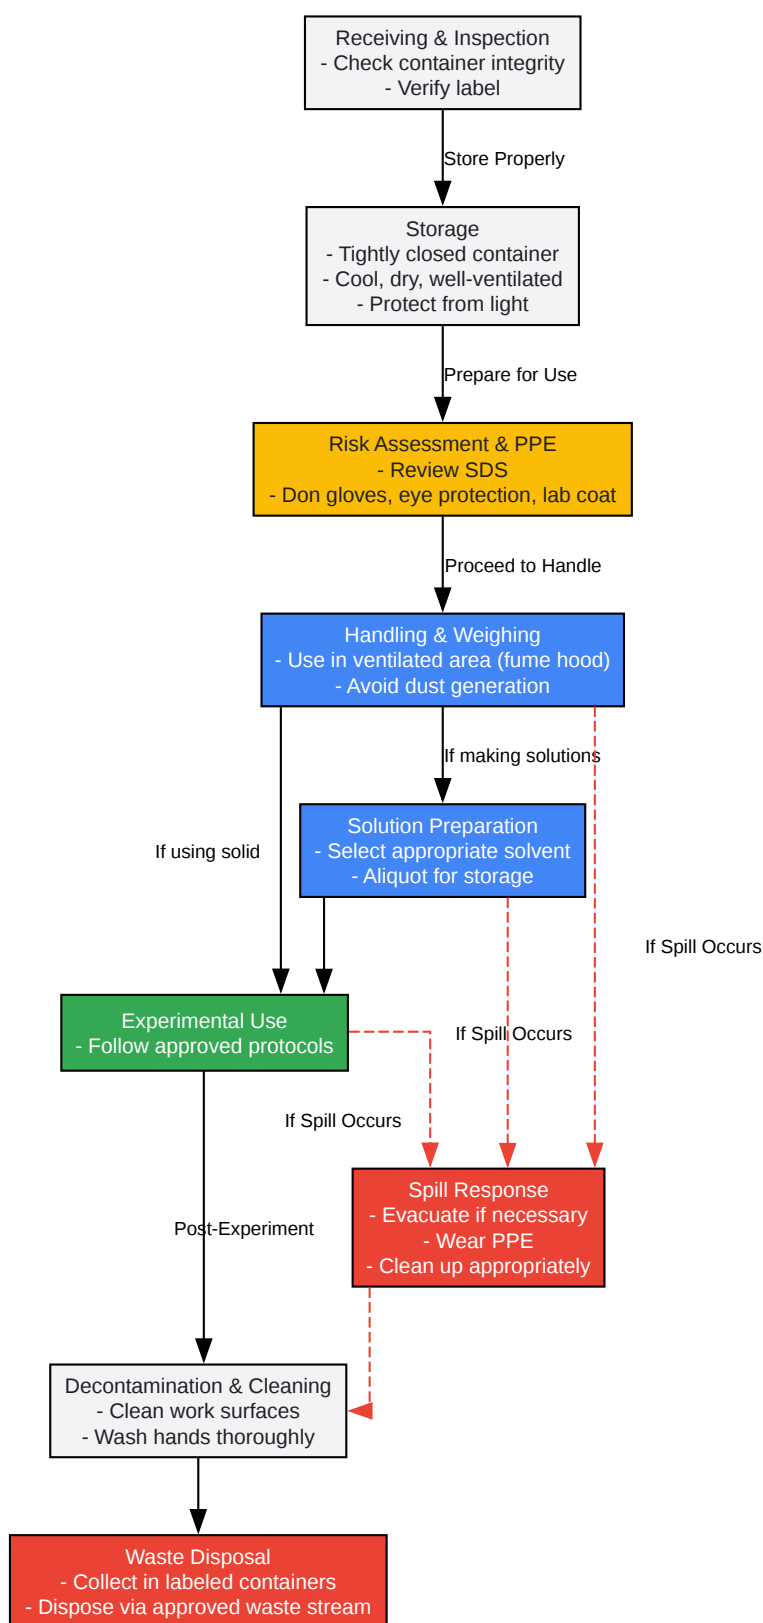 Receiving & Inspection
- Check container integrity
- Verify label
Store Properly
Storage
- Tightly closed container
- Cool, dry, well-ventilated
- Protect from light
Prepare for Use
Risk Assessment & PPE
- Review SDS
- Don gloves, eye protection, lab coat
Proceed to Handle
Handling & Weighing
- Use in ventilated area (fume hood)
- Avoid dust generation
If making solutions
Solution Preparation
- Select appropriate solvent
- Aliquot for storage
If using solid
If Spill Occurs
Experimental Use
- Follow approved protocols
If Spill Occurs
If Spill Occurs
Spill Response
- Evacuate if necessary
- Wear PPE
- Clean up appropriately
Post-Experiment
Decontamination & Cleaning
- Clean work surfaces
- Wash hands thoroughly
Waste Disposal
- Collect in labeled containers
- Dispose via approved waste stream